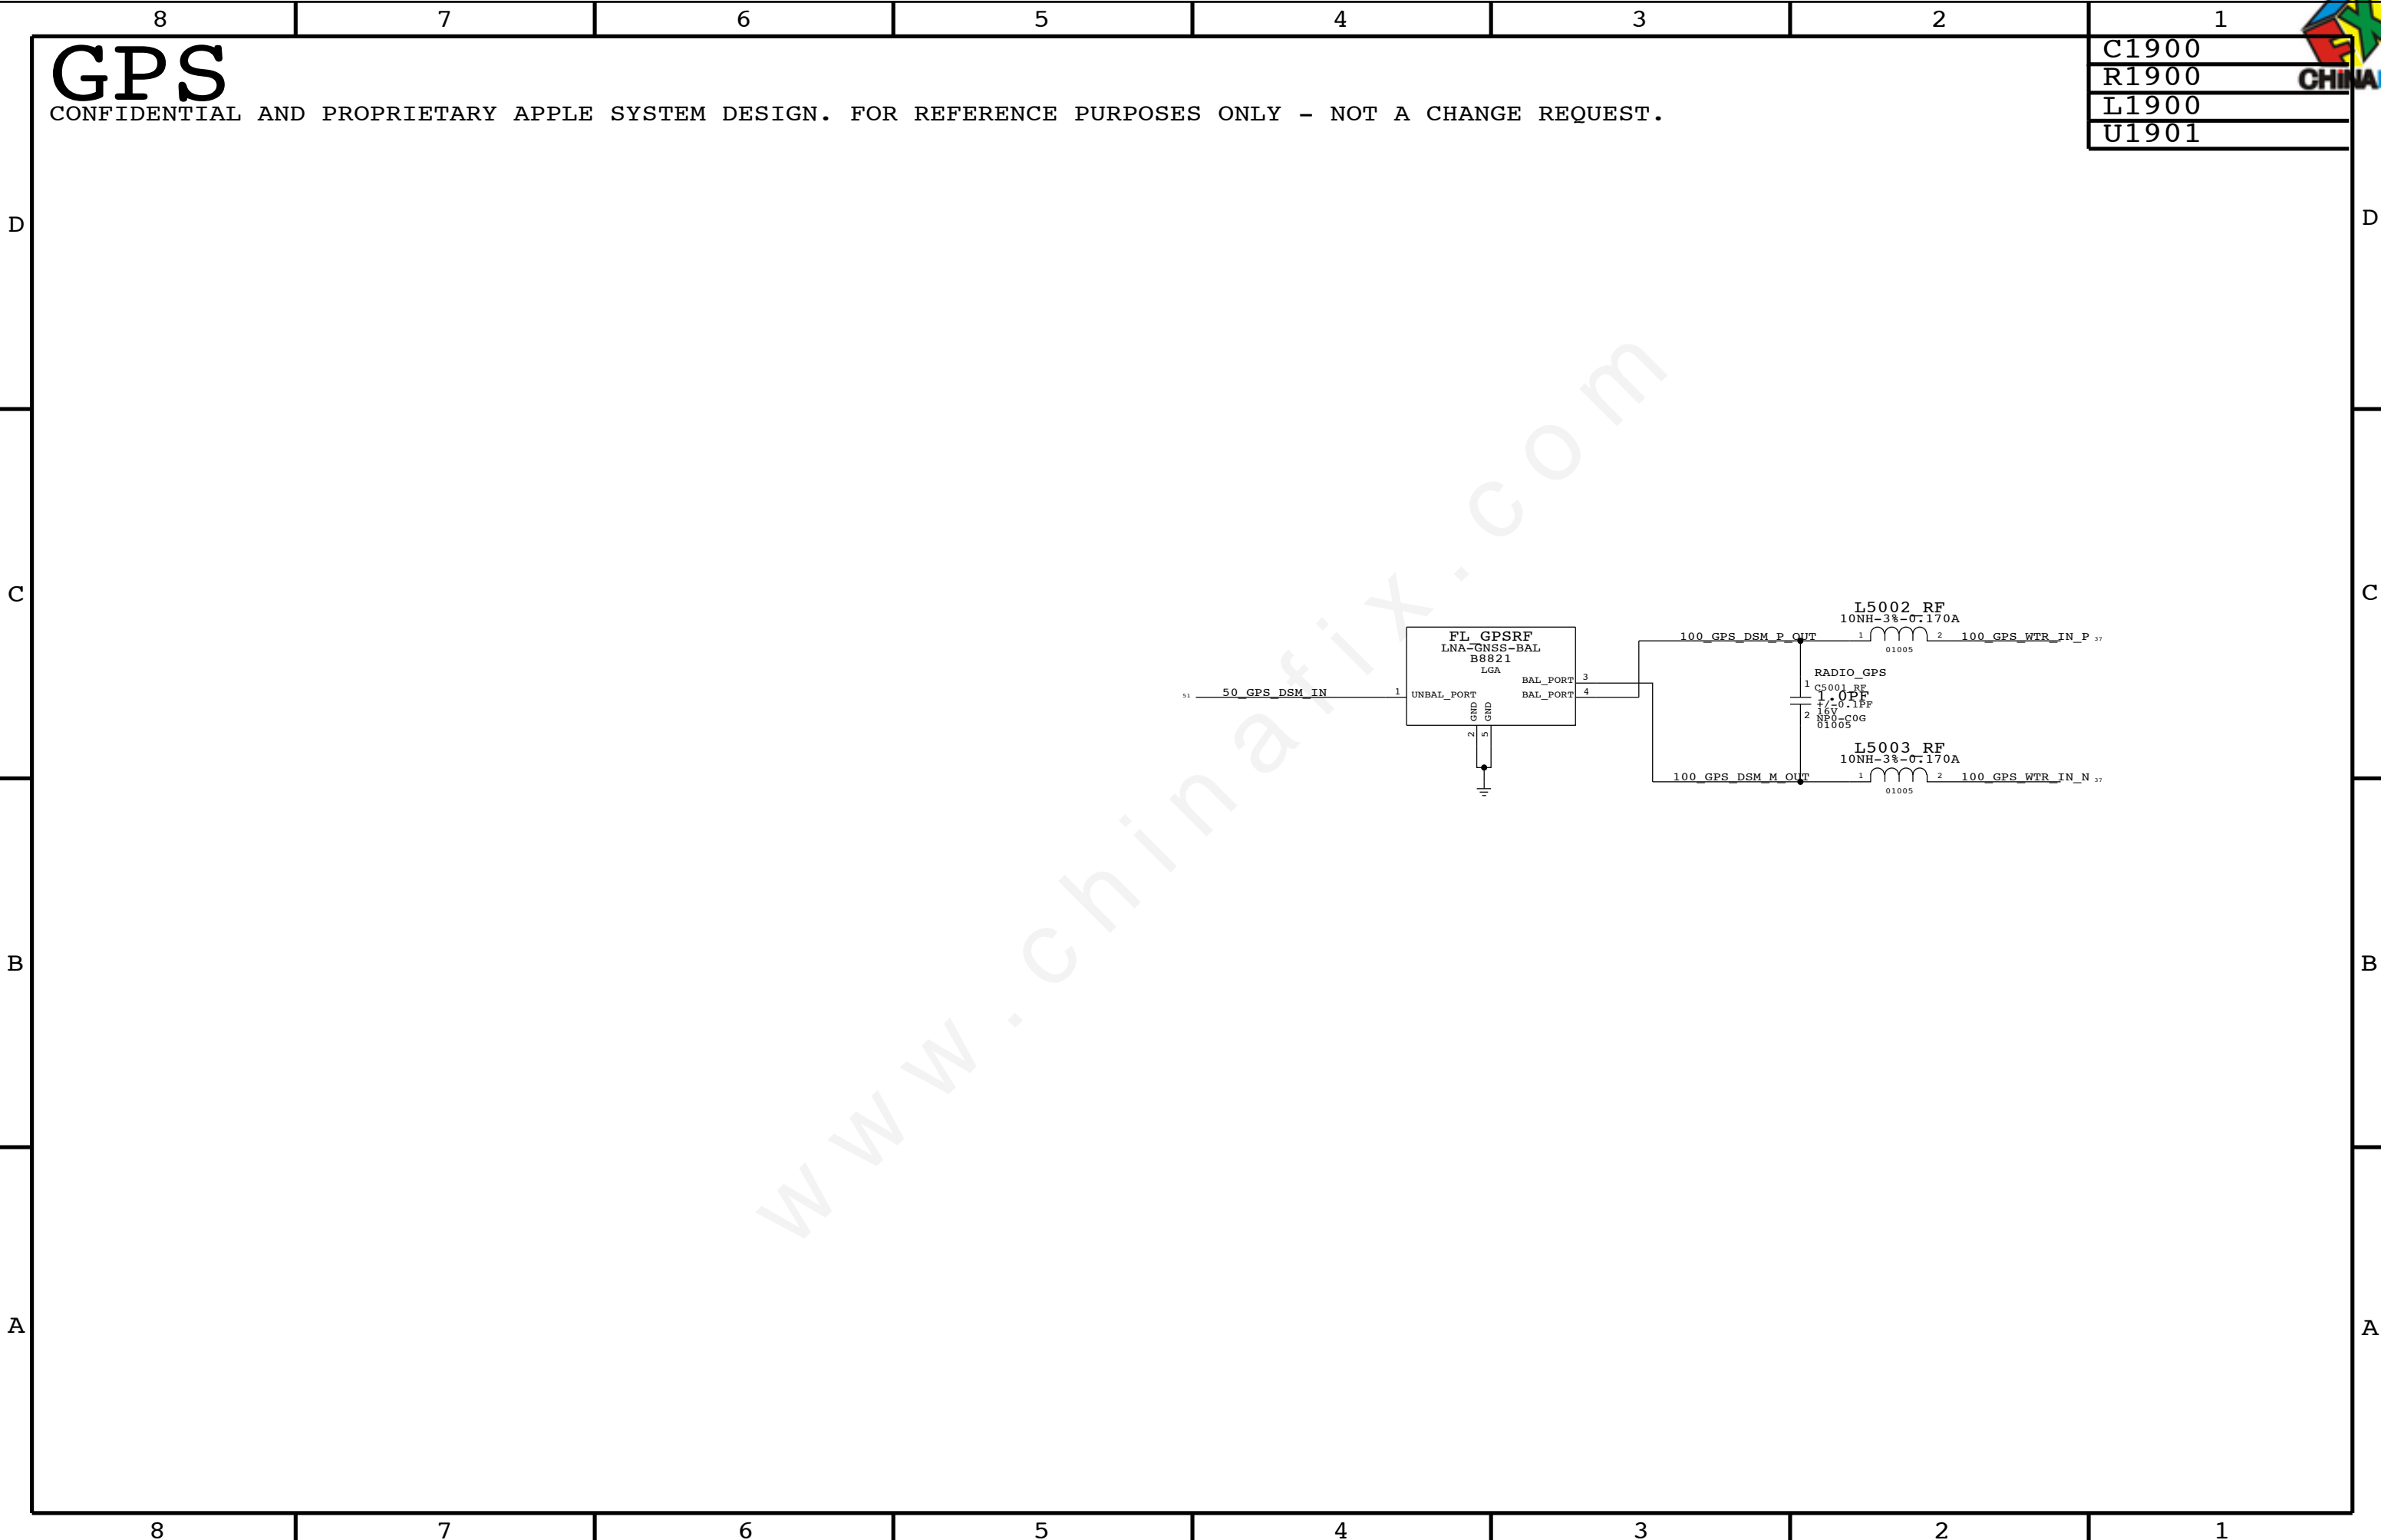 8 7 6 5 4 3 2 1
GPS
CONFIDENTIAL AND PROPRIETARY APPLE SYSTEM DESIGN. FOR REFERENCE PURPOSES ONLY - NOT A CHANGE REQUEST.
C1900
R1900
L1900
U1901
D D
C C
B B
A A
51 50_GPS_DSM_IN 1
FL_GPSRF
LNA-GNSS-BAL
B8821
LGA
UNBAL_PORT
BAL_PORT 3
BAL_PORT 4
GND GND
2 5
100_GPS_DSM_P_OUT
L5002_RF
10NH-3%-0.170A
1 2
01005
100_GPS_WTR_IN_P 37
RADIO_GPS
1 C5001_RF
1.0PF
+/-0.1PF
16V
2 NP0-C0G
01005
100_GPS_DSM_M_OUT
L5003_RF
10NH-3%-0.170A
1 2
01005
100_GPS_WTR_IN_N 37
www.chinafix.com
8 7 6 5 4 3 2 1